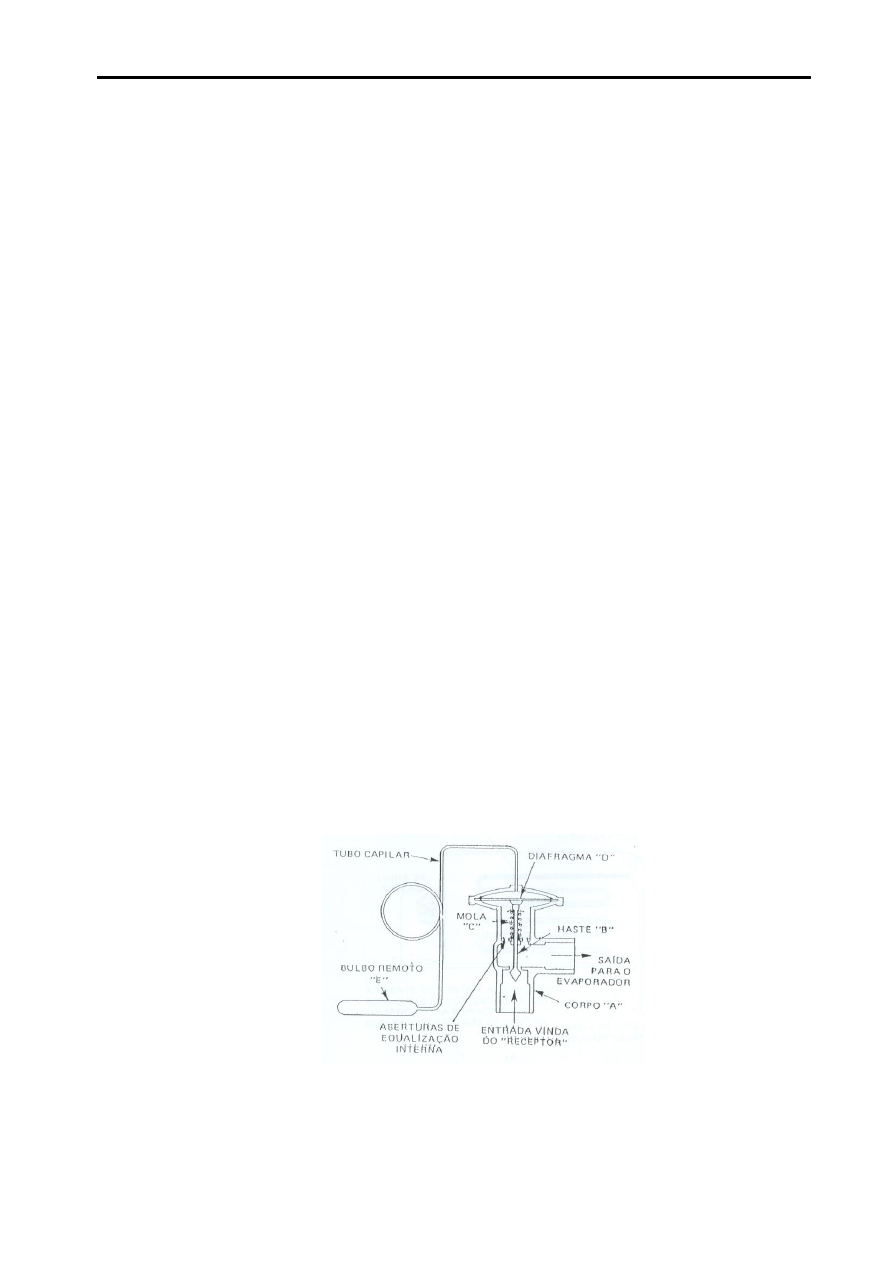 TUBO CAPILAR
DIAFRAGMA "D"
MOLA
"C"
HASTE "B"
SAÍDA
PARA O
EVAPORADOR
BULBO REMOTO
"E"
CORPO "A"
ABERTURAS DE
EQUALIZAÇÃO
INTERNA
ENTRADA VINDA
DO "RECEPTOR"